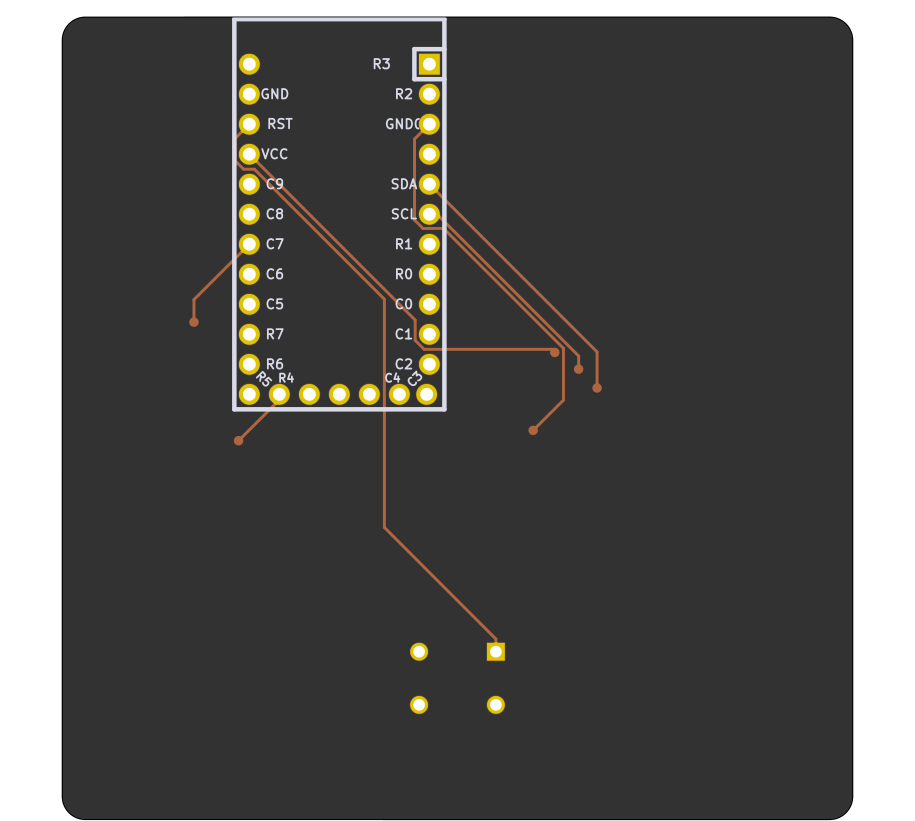 R3
GND R2
RST GND
VCC
C9 SDA
C8 SCL
C7 R1
C6 R0
C5 C0
R7 C1
R6 C2
R5 R4 C4 C3